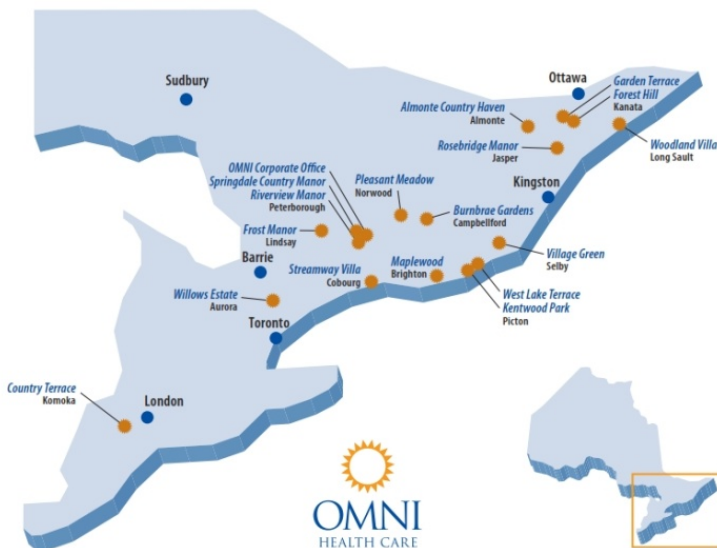 Sudbury
Ottawa
Garden Terrace
Forest Hill
Kanata
Almonte Country Haven
Almonte
Woodland Villa
Long Sault
Rosebridge Manor
Jasper
OMNI Corporate Office
Springdale Country Manor
Riverview Manor
Peterborough
Pleasant Meadow
Norwood
Kingston
Burnbrae Gardens
Campbellford
Frost Manor
Lindsay
Village Green
Selby
Barrie
Streamway Villa
Cobourg
Maplewood
Brighton
Willows Estate
Aurora
West Lake Terrace
Kentwood Park
Picton
Toronto
Country Terrace
Komoka
London
OMNI
HEALTH CARE